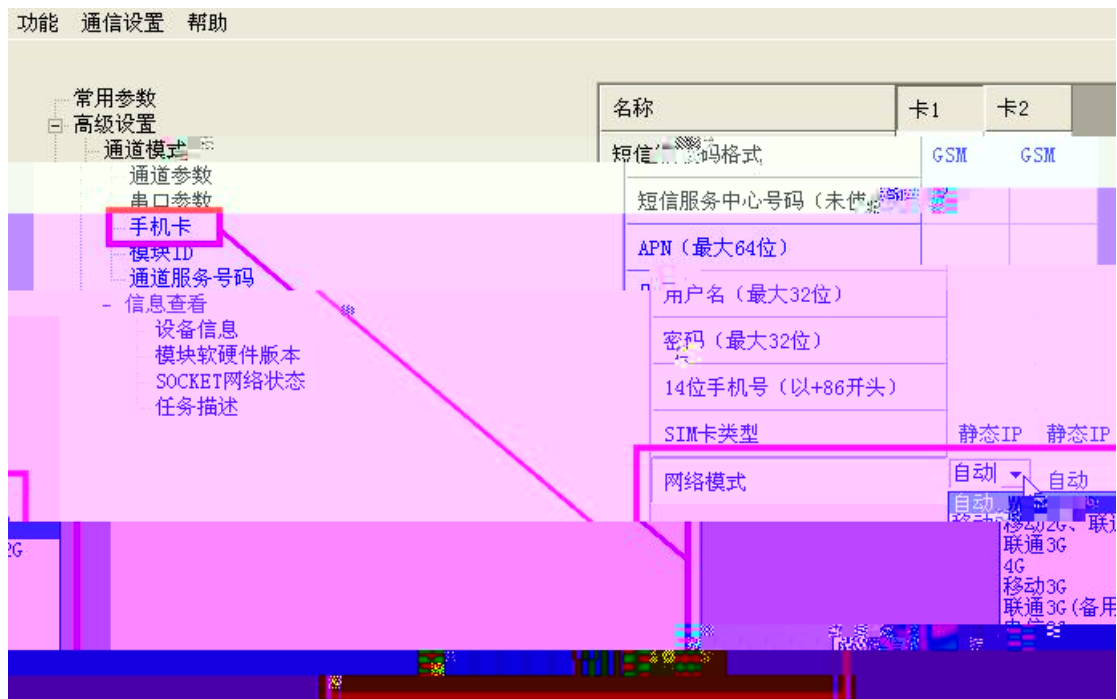 功能 通信设置 帮助
常用参数
高级设置
通道模式
通道参数
串口参数
手机卡
模块ID
通道服务号码
信息查看
设备信息
模块软硬件版本
SOCKET网络状态
任务描述
名称 卡1 卡2
短信 码格式 GSM GSM
短信服务中心号码（未使
APN（最大64位）
用户名（最大32位）
密码（最大32位）
14位手机号（以+86开头）
SIM卡类型 静态IP 静态IP
网络模式 自动 自动
自动
移动2G、联
联通3G
4G
移动3G
联通3G(备用
2G